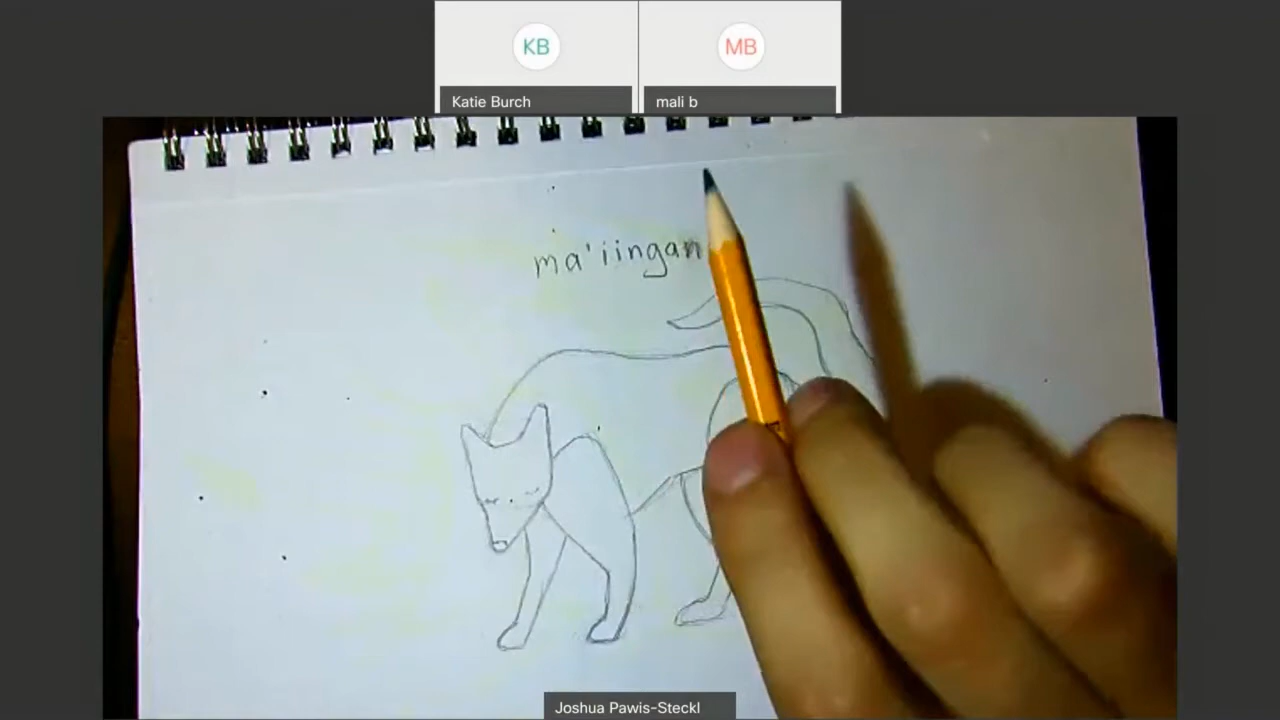 KB
MB
Katie Burch
mali b
ma'iingan
Joshua Pawis-Steckl